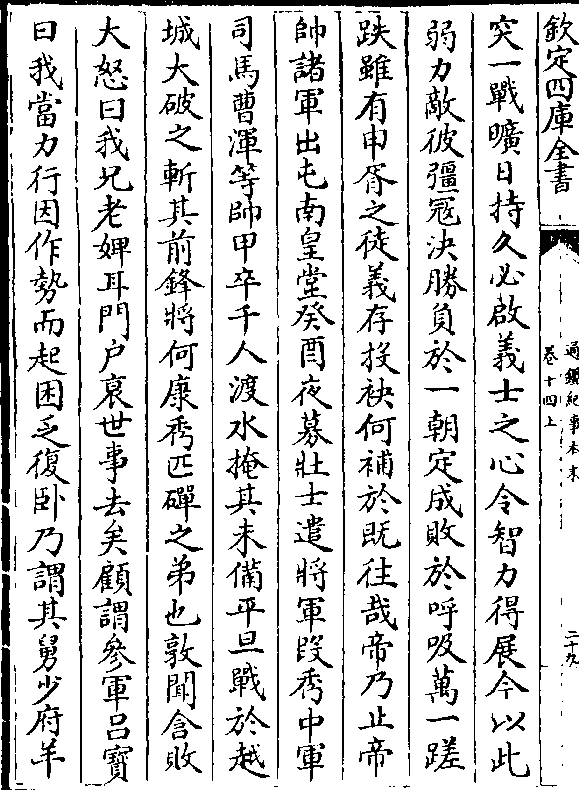 欽定四庫全書
通鑑紀事本末
卷十四上
二十九
突一戰曠日持久必啟義士之心令智力得展今以此
弱力敵彼彊寇決勝負於一朝定成敗於呼吸萬一蹉
跌雖有申胥之徒義存投袂何補於既往哉帝乃止帝
帥諸軍出屯南皇堂癸酉夜募壯士遣將軍段秀中軍
司馬曹渾等帥甲卒千人渡水掩其未備平旦戰於越
城大破之斬其前鋒將何康秀匹磾之弟也敦聞含敗
大怒曰我兄老婢耳門户衰世事去矣顧謂參軍呂寶
曰我當力行因作勢而起困乏復卧乃謂其舅少府羊